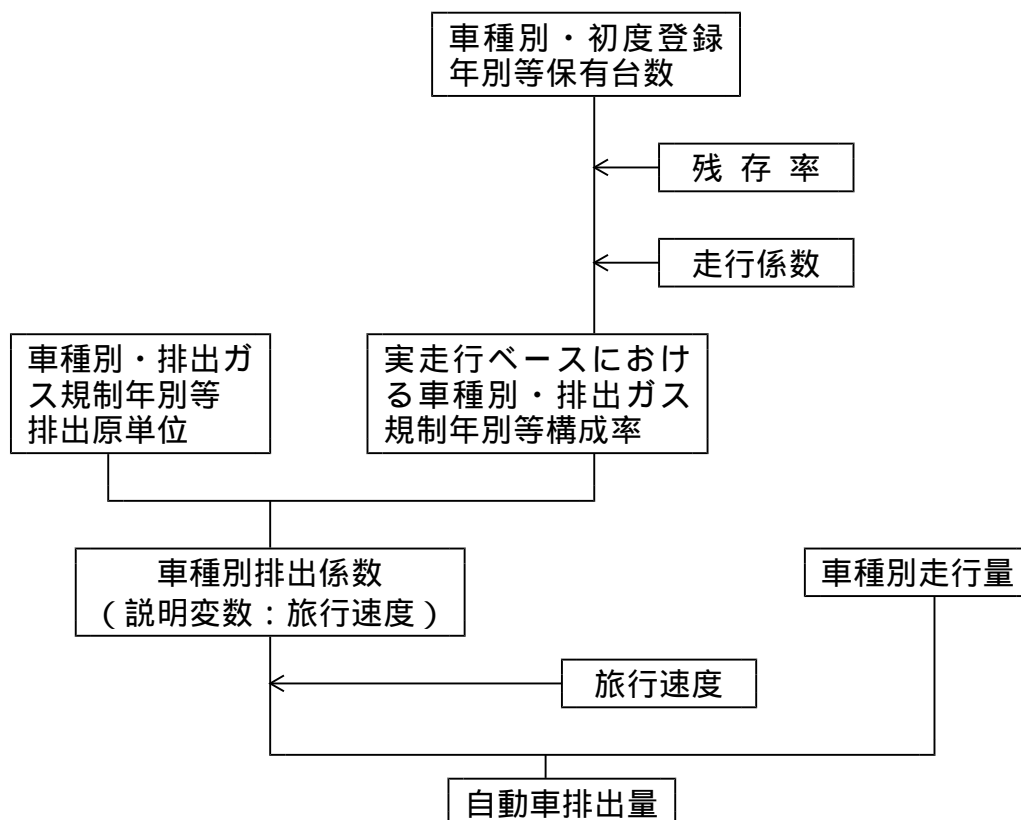 車種別・初度登録
年別等保有台数
残存率
走行係数
車種別・排出ガ
ス規制年別等
排出原単位
実走行ベースにおけ
る車種別・排出ガス
規制年別等構成率
車種別排出係数
(説明変数:旅行速度)
車種別走行量
旅行速度
自動車排出量